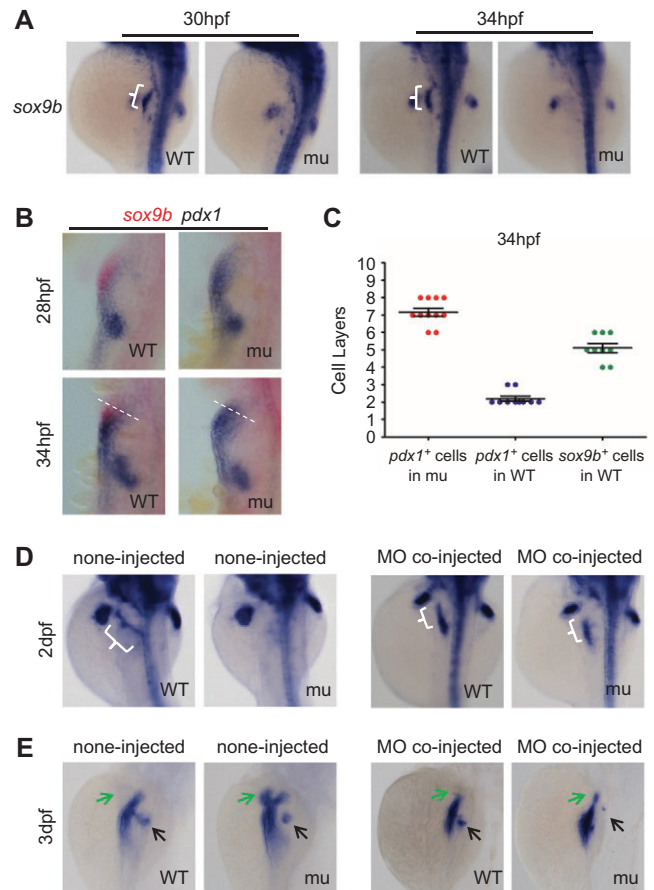 A
30hpf
34hpf
sox9b
WT
mu
WT
mu
B
sox9b pdx1
28hpf
WT
mu
34hpf
WT
mu
C
34hpf
Cell Layers
10
9
8
7
6
5
4
3
2
1
0
pdx1+ cells in mu
pdx1+ cells in WT
sox9b+ cells in WT
D
none-injected
none-injected
MO co-injected
MO co-injected
2dpf
WT
mu
WT
mu
E
none-injected
none-injected
MO co-injected
MO co-injected
3dpf
WT
mu
WT
mu